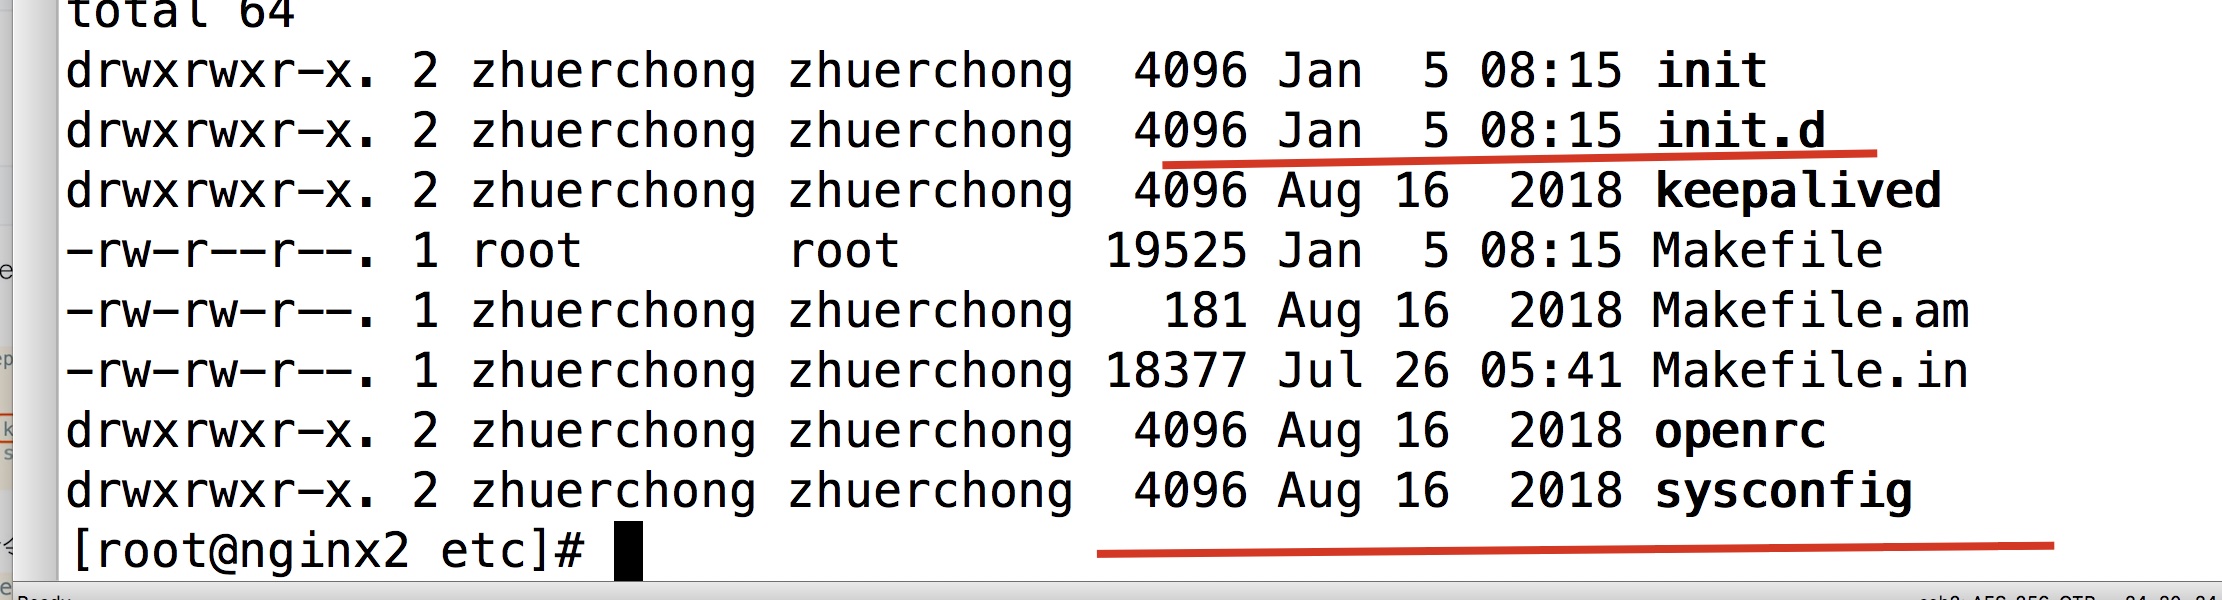 total 64
drwxrwxr-x. 2 zhuerchong zhuerchong  4096 Jan  5 08:15 init
drwxrwxr-x. 2 zhuerchong zhuerchong  4096 Jan  5 08:15 init.d
drwxrwxr-x. 2 zhuerchong zhuerchong  4096 Aug 16  2018 keepalived
-rw-r--r--. 1 root       root       19525 Jan  5 08:15 Makefile
-rw-rw-r--. 1 zhuerchong zhuerchong   181 Aug 16  2018 Makefile.am
-rw-rw-r--. 1 zhuerchong zhuerchong 18377 Jul 26 05:41 Makefile.in
drwxrwxr-x. 2 zhuerchong zhuerchong  4096 Aug 16  2018 openrc
drwxrwxr-x. 2 zhuerchong zhuerchong  4096 Aug 16  2018 sysconfig
[root@nginx2 etc]#